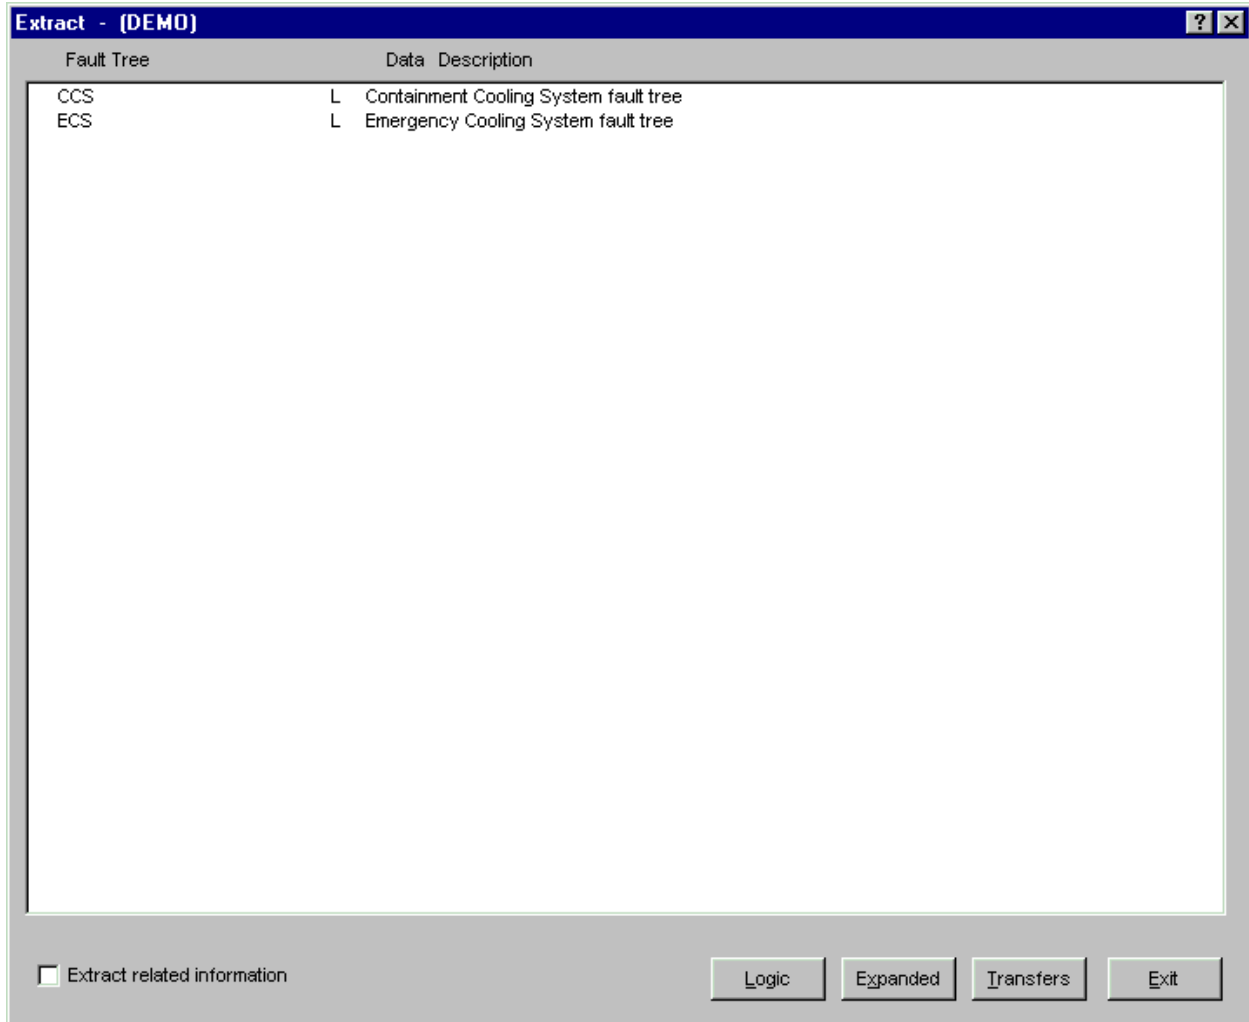 Extract - (DEMO)
Fault Tree Data Description
CCS L Containment Cooling System fault tree
ECS L Emergency Cooling System fault tree
Extract related information Logic Expanded Transfers Exit